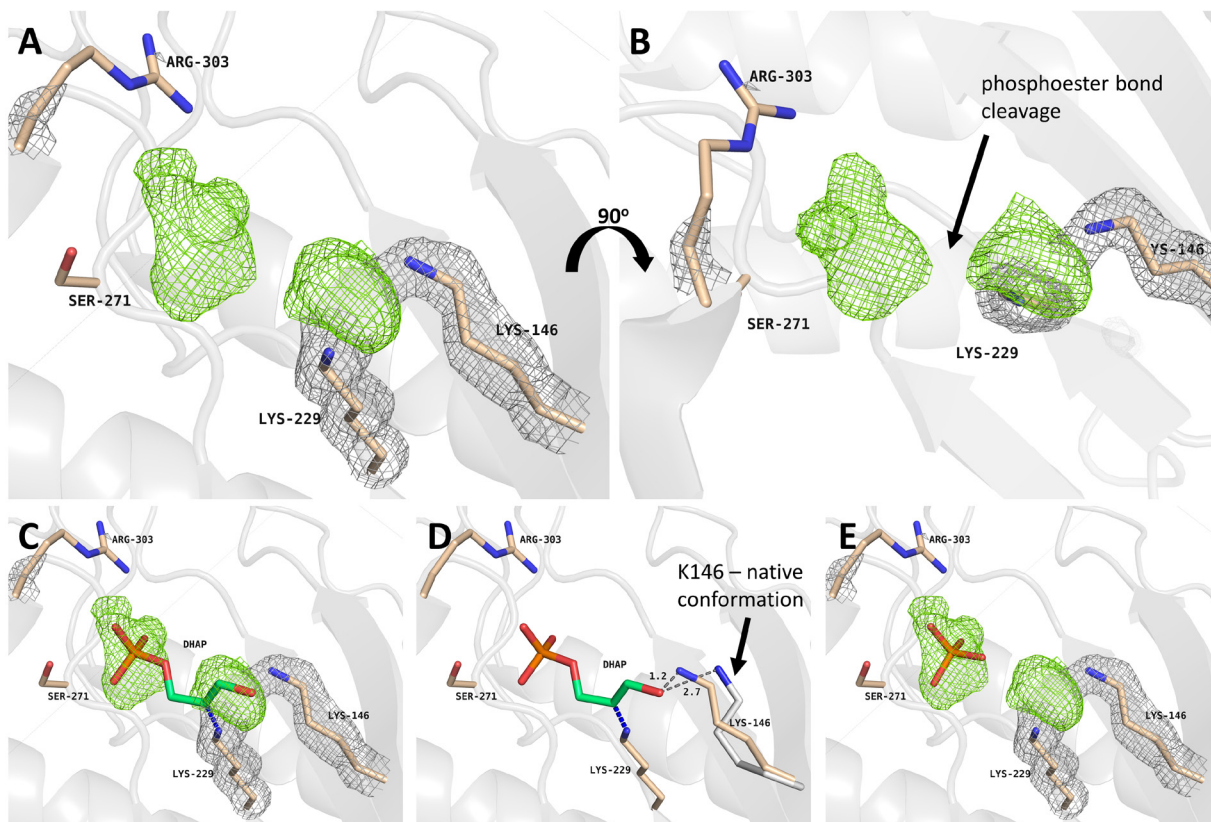 A
ARG-303
SER-271
LYS-146
LYS-229
90º
B
ARG-303
phosphoester bond
cleavage
YS-146
SER-271
LYS-229
C
ARG-303
DHAP
SER-271
LYS-146
LYS-229
D
ARG-303
K146 – native
conformation
DHAP
1.2
2.7
SER-271
LYS-146
LYS-229
E
ARG-303
SER-271
LYS-146
LYS-229